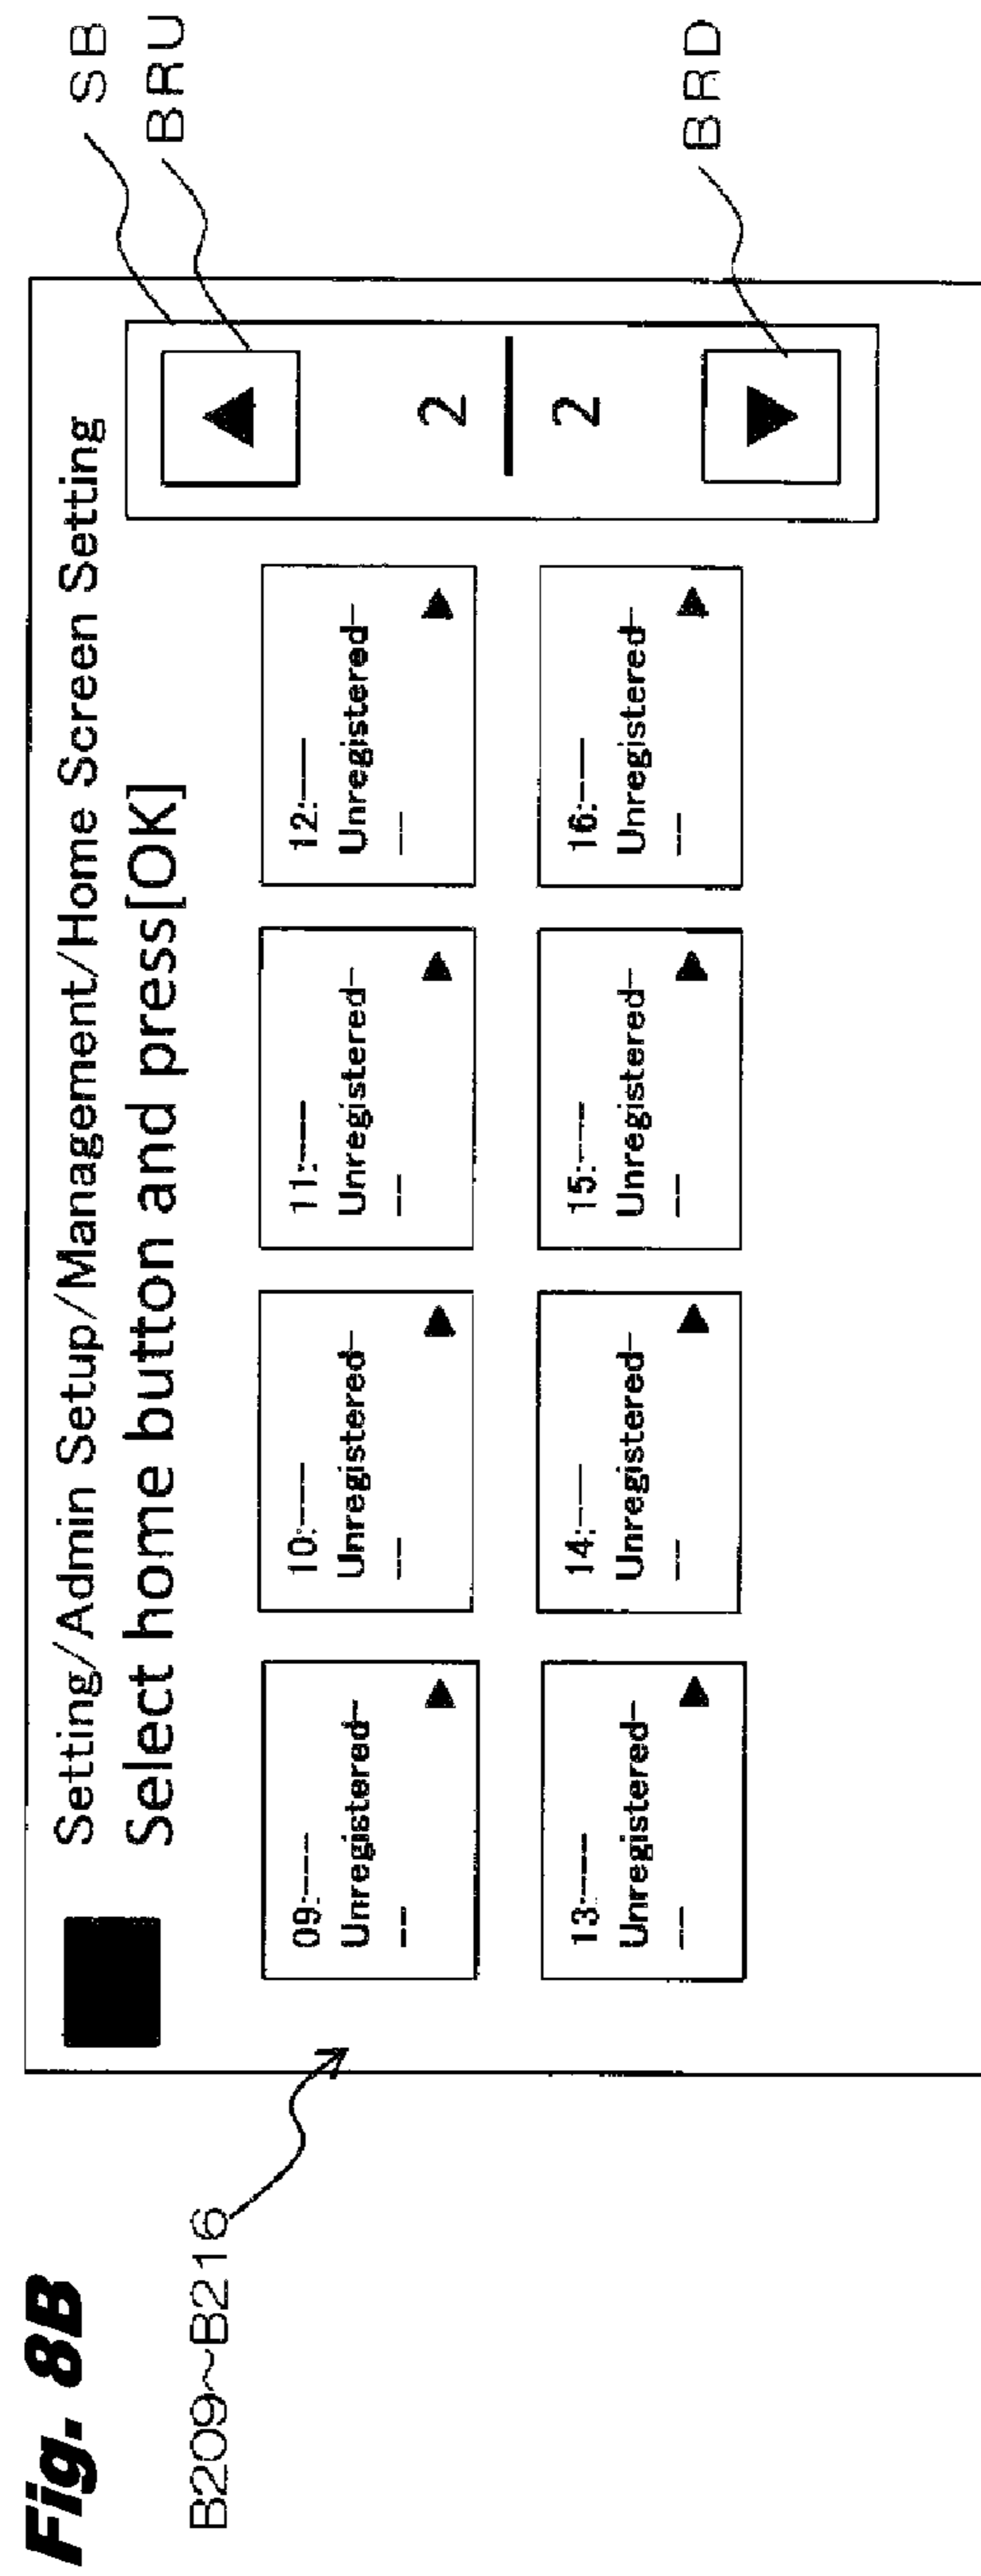 Fig. 8B
B209~B216
Setting/Admin Setup/Management/Home Screen Setting
Select home button and press[OK]
SB
BRU
BRD
09:——
Unregistered—
—
10:——
Unregistered—
—
11:——
Unregistered—
—
12:——
Unregistered—
—
2
2
13:——
Unregistered—
—
14:——
Unregistered—
—
15:——
Unregistered—
—
16:——
Unregistered—
—